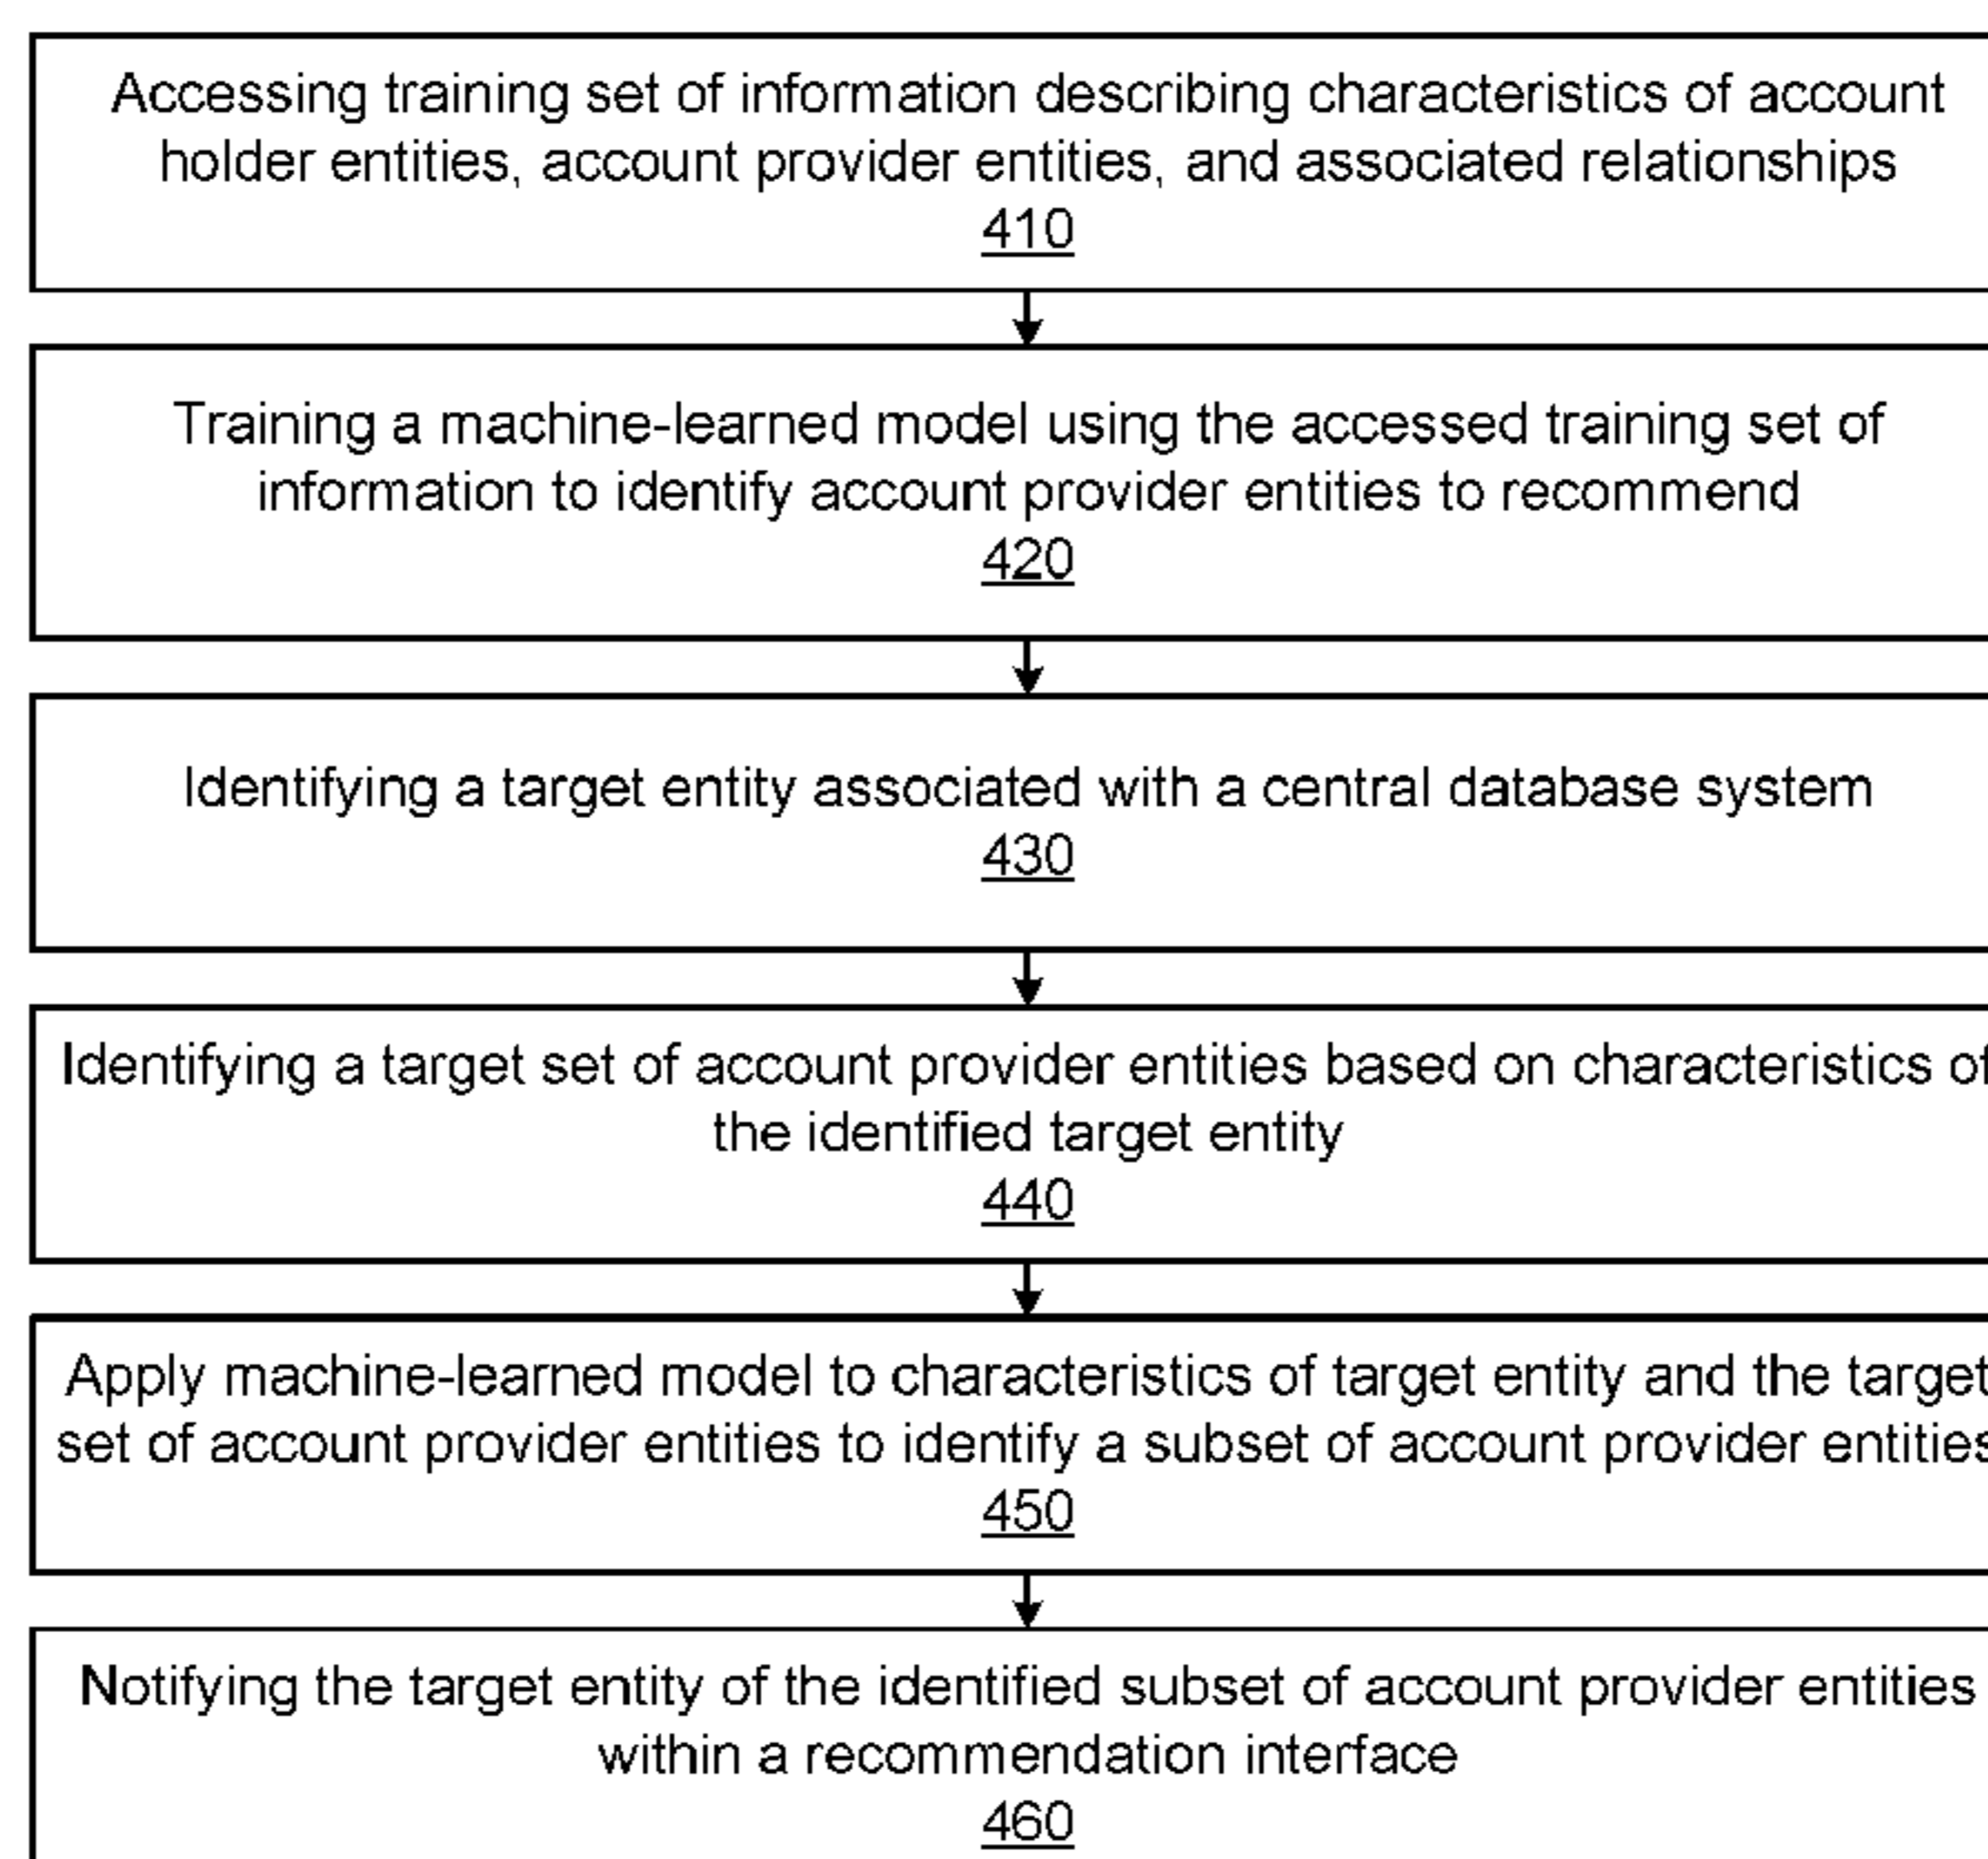 Accessing training set of information describing characteristics of account
holder entities, account provider entities, and associated relationships
410
Training a machine-learned model using the accessed training set of
information to identify account provider entities to recommend
420
Identifying a target entity associated with a central database system
430
Identifying a target set of account provider entities based on characteristics of
the identified target entity
440
Apply machine-learned model to characteristics of target entity and the target
set of account provider entities to identify a subset of account provider entities
450
Notifying the target entity of the identified subset of account provider entities
within a recommendation interface
460